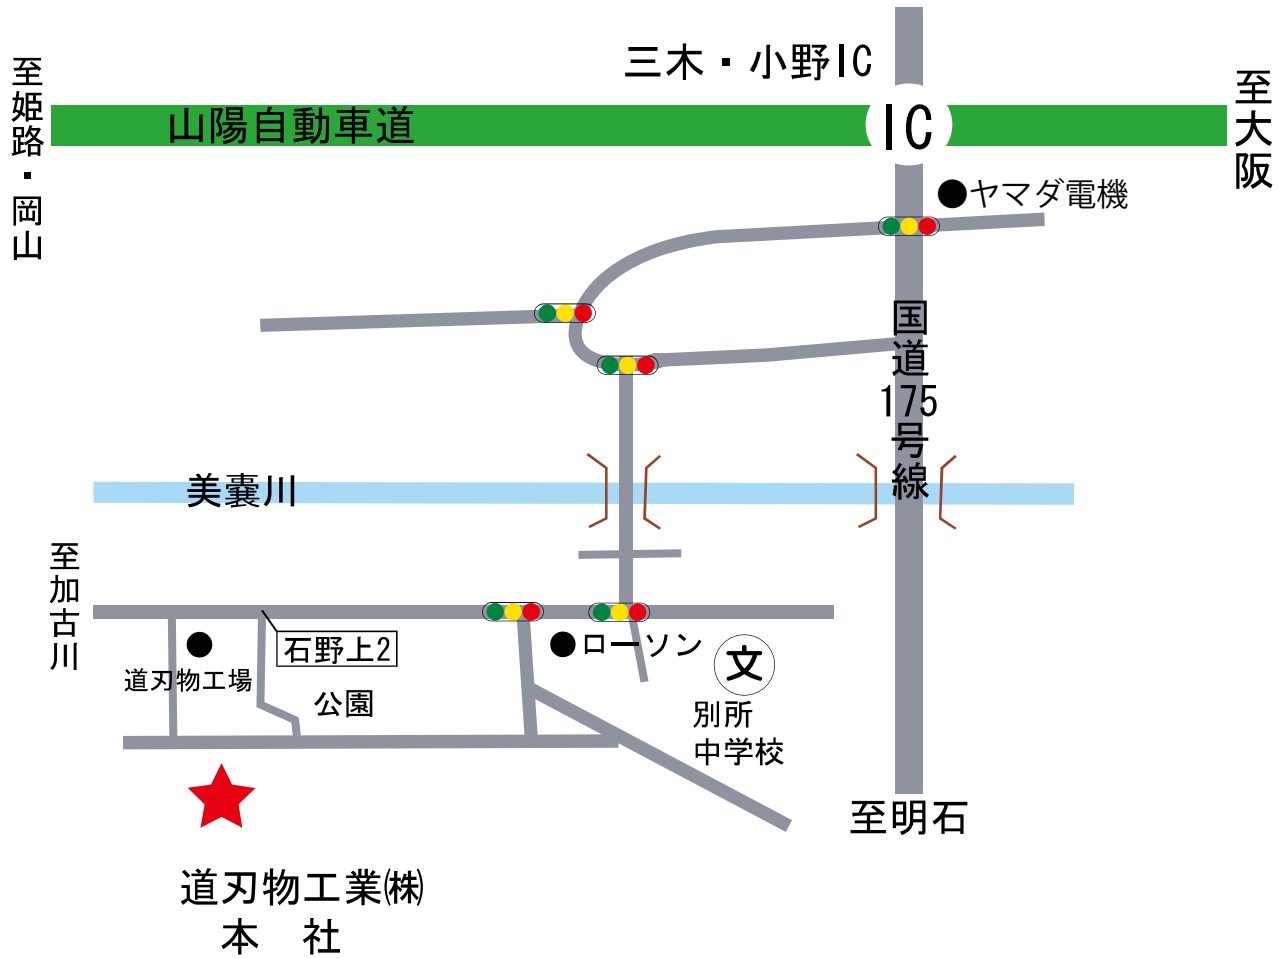 三木・小野IC
至姫路・岡山
山陽自動車道
IC
至大阪
ヤマダ電機
国道175号線
美嚢川
至加古川
石野上2
ローソン
文
道刃物工場
公園
別所
中学校
至明石
道刃物工業㈱
本 社